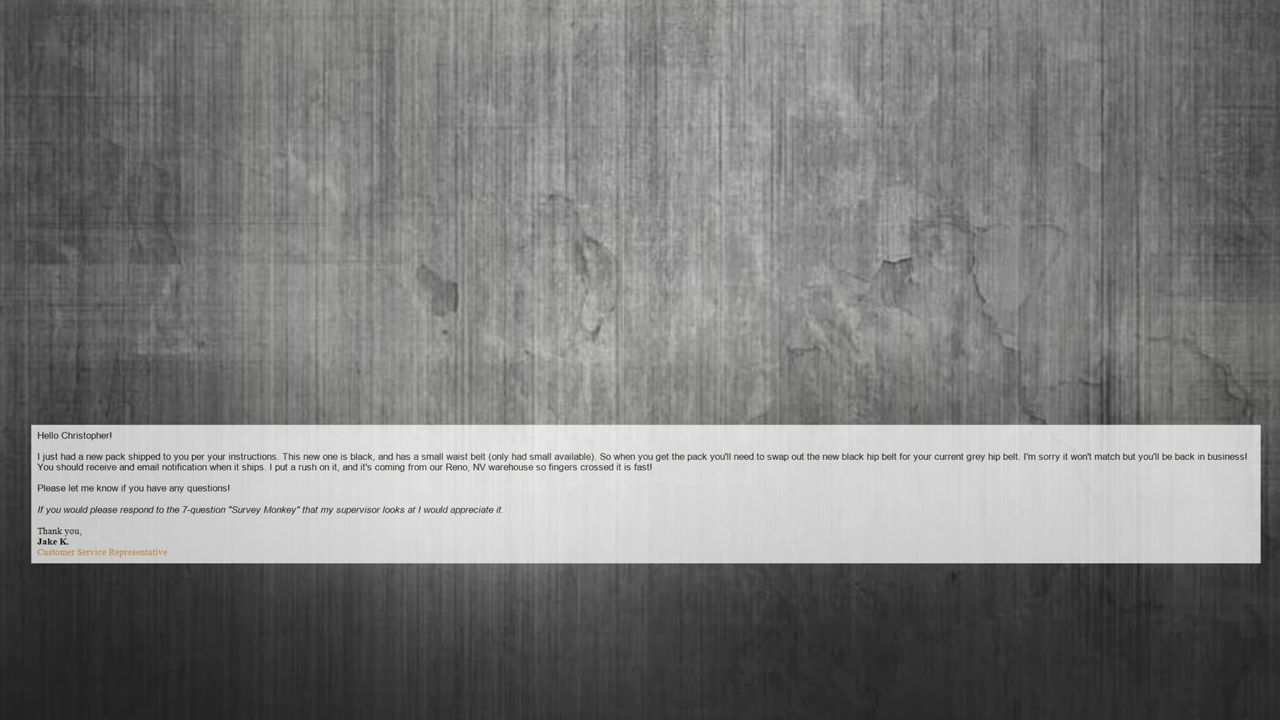 Hello Christopher!
I just had a new pack shipped to you per your instructions. This new one is black, and has a small waist belt (only had small available). So when you get the pack you'll need to swap out the new black hip belt for your current grey hip belt. I'm sorry it won't match but you'll be back in business!
You should receive and email notification when it ships. I put a rush on it, and it's coming from our Reno, NV warehouse so fingers crossed it is fast!
Please let me know if you have any questions!
If you would please respond to the 7-question "Survey Monkey" that my supervisor looks at I would appreciate it.
Thank you,
Jake K.
Customer Service Representative